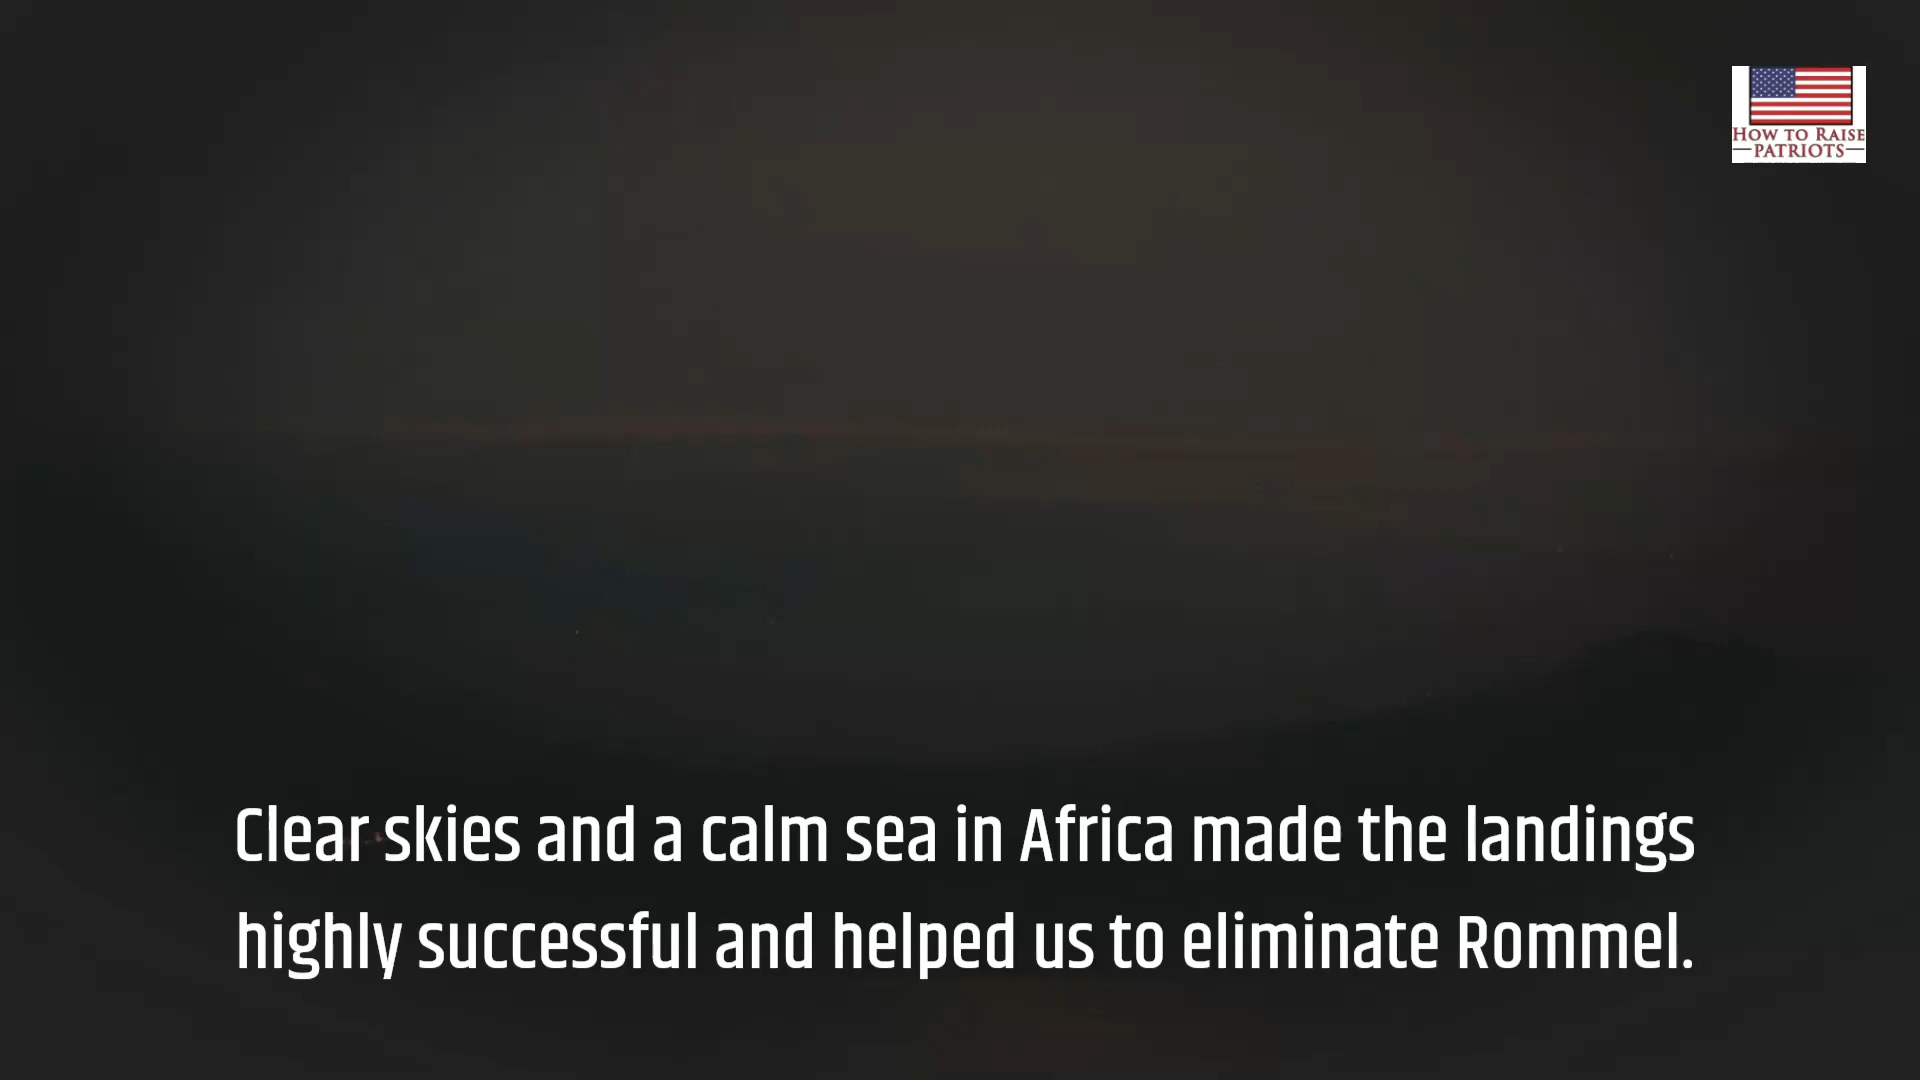 How to Raise
Patriots
Clear skies and a calm sea in Africa made the landings
highly successful and helped us to eliminate Rommel.